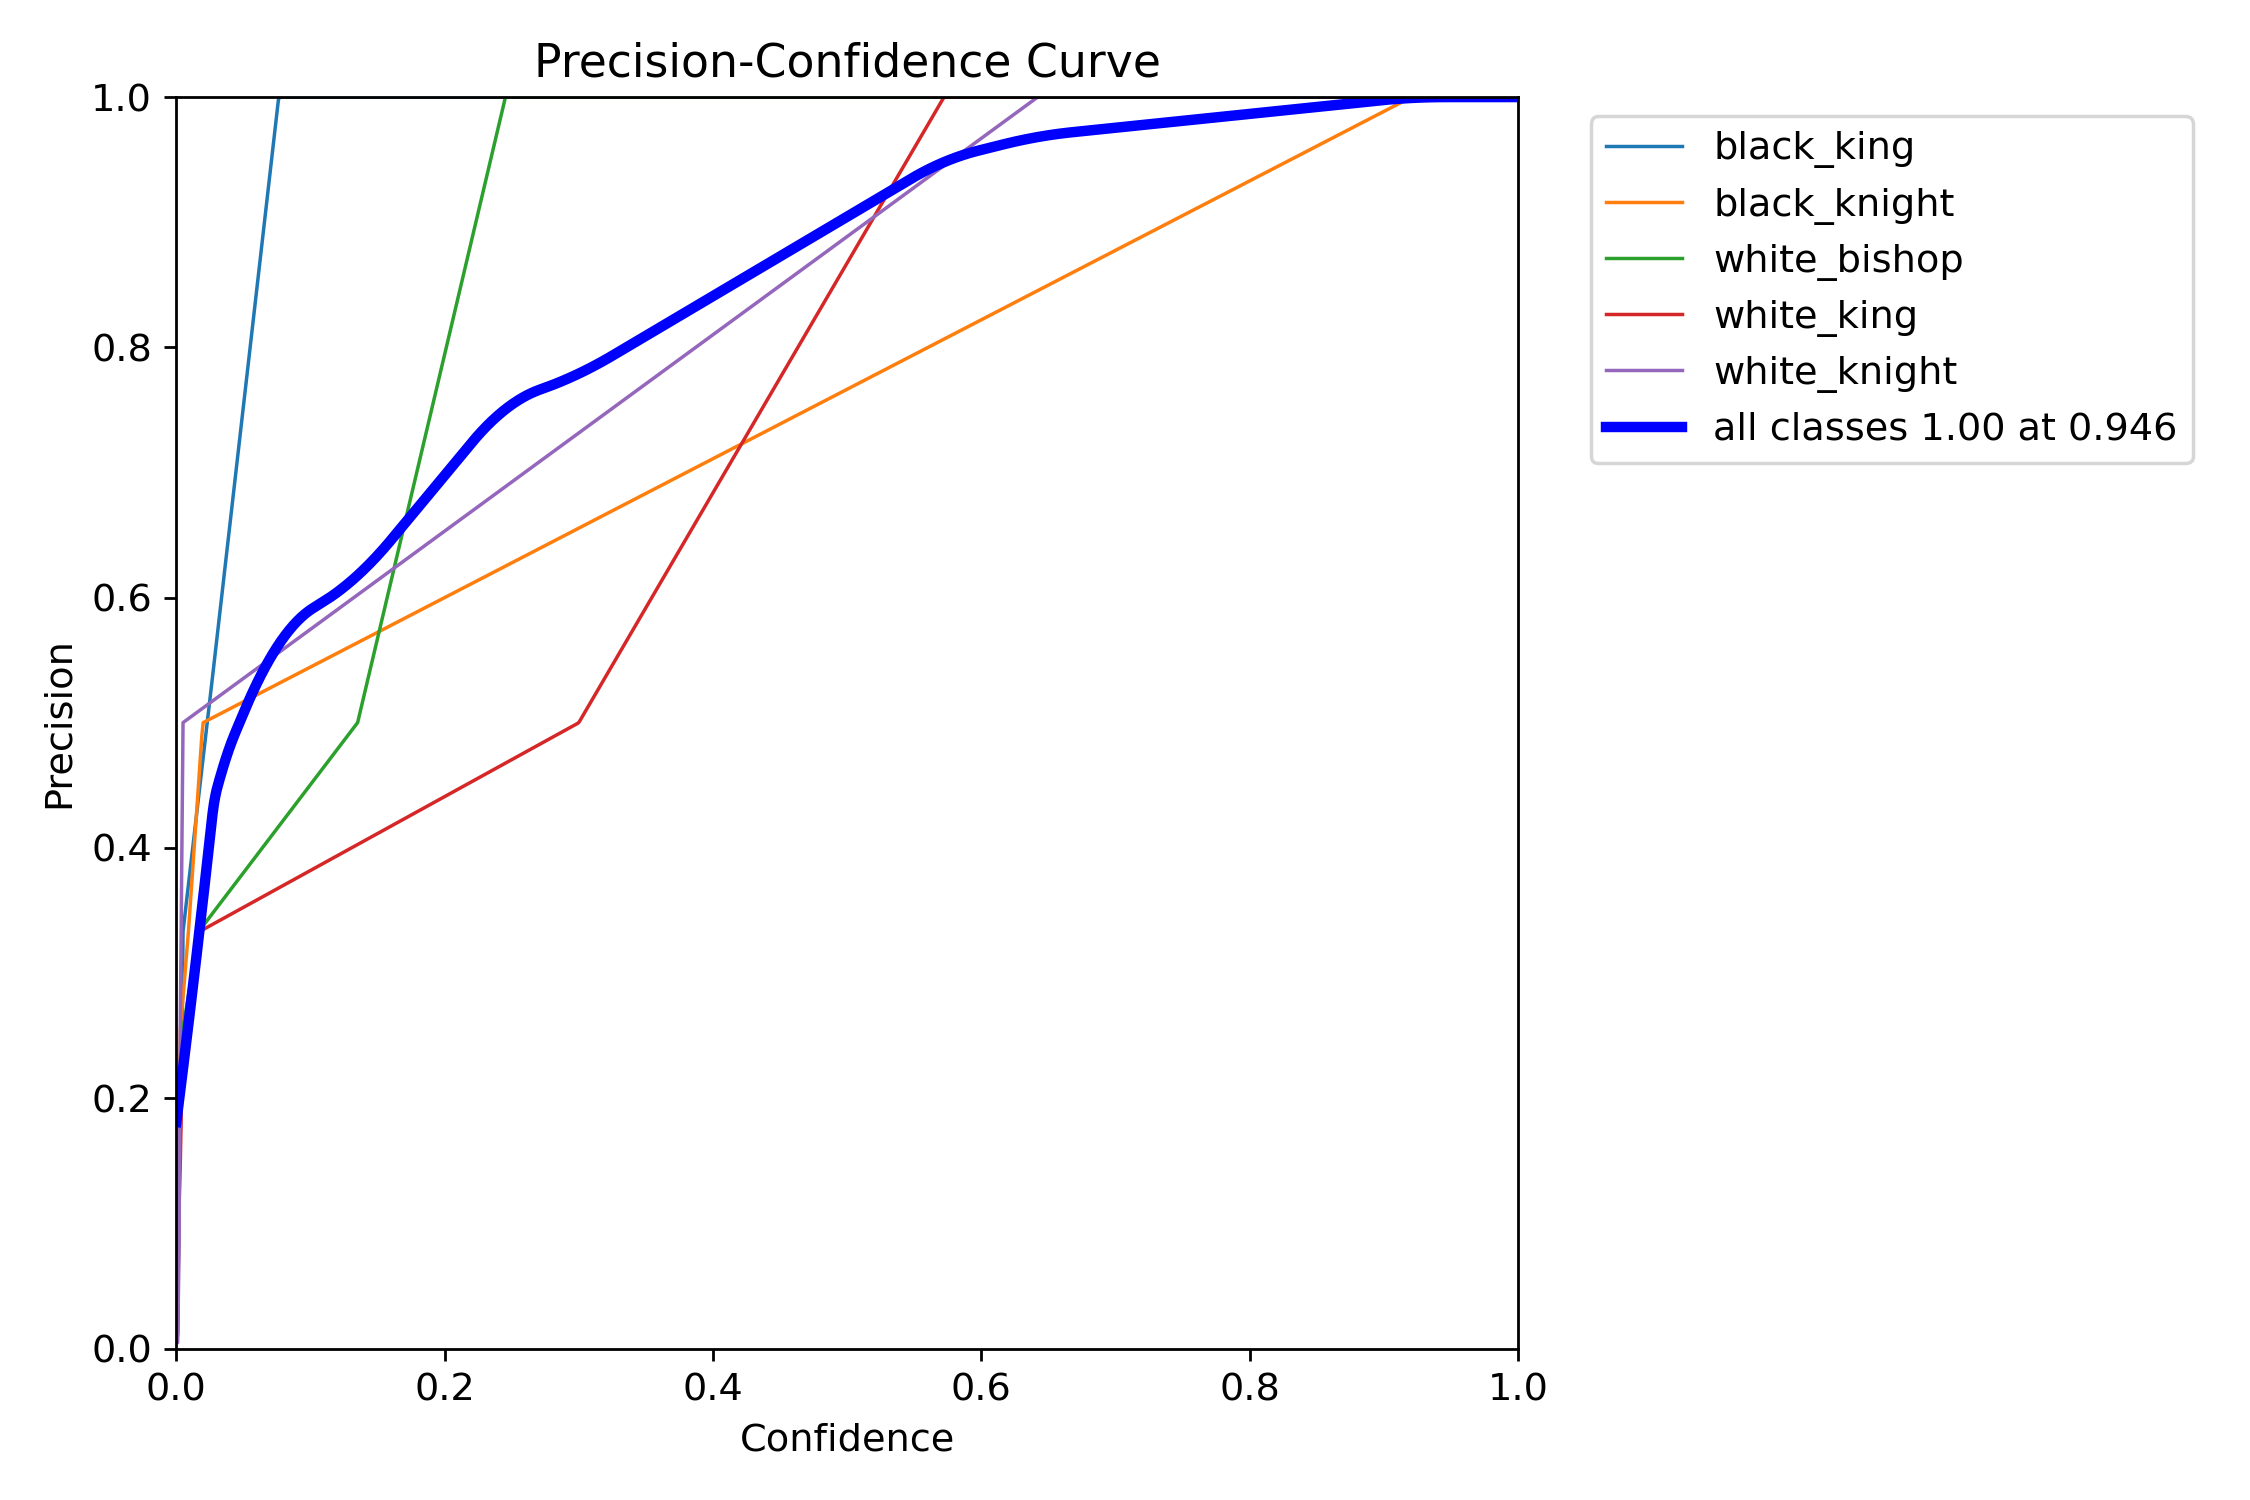 Precision-Confidence Curve
1.0
0.8
0.6
0.4
0.2
0.0
Precision
0.0 0.2 0.4 0.6 0.8 1.0
Confidence
black_king
black_knight
white_bishop
white_king
white_knight
all classes 1.00 at 0.946